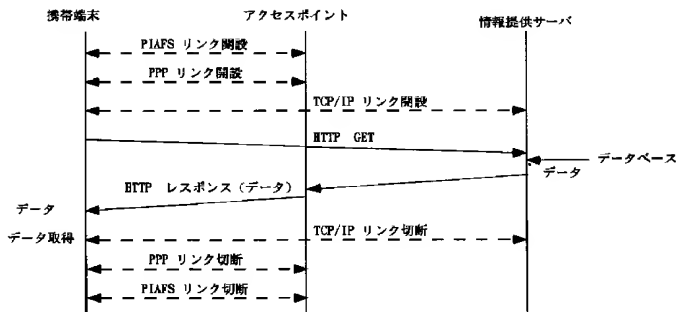 携帯端末
アクセスポイント
情報提供サーバ
PIAFS リンク開設
PPP リンク開設
TCP/IP リンク開設
HTTP GET
データベース
データ
HTTP レスポンス(データ)
データ
データ取得
TCP/IP リンク切断
PPP リンク切断
PIAFS リンク切断